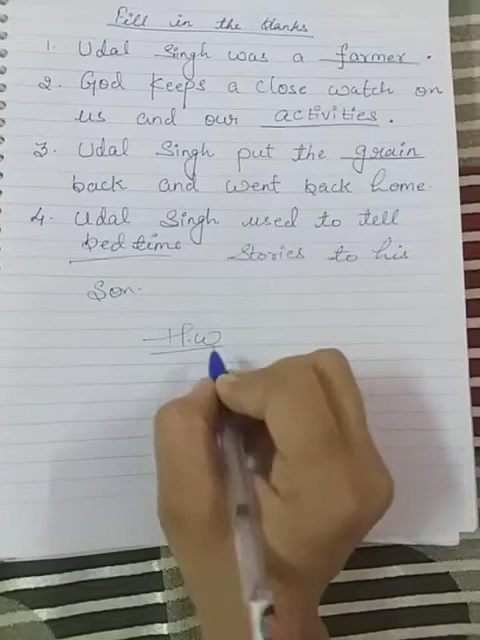 Fill in the blanks
1. Udal Singh was a farmer.
2. God keeps a close watch on
us and our activities.
3. Udal Singh put the grain
back and went back home.
4. Udal Singh used to tell
bedtime stories to his
Son.
H.W